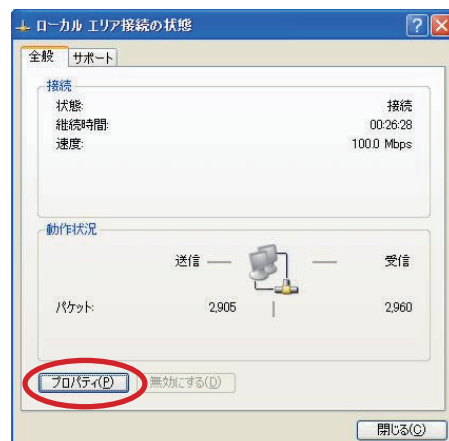 ローカル エリア接続の状態
全般 サポート
接続
状態: 接続
継続時間: 00:26:28
速度: 100.0 Mbps
動作状況
送信 受信
パケット: 2,905 2,960
プロパティ(P) 無効にする(D)
閉じる(C)